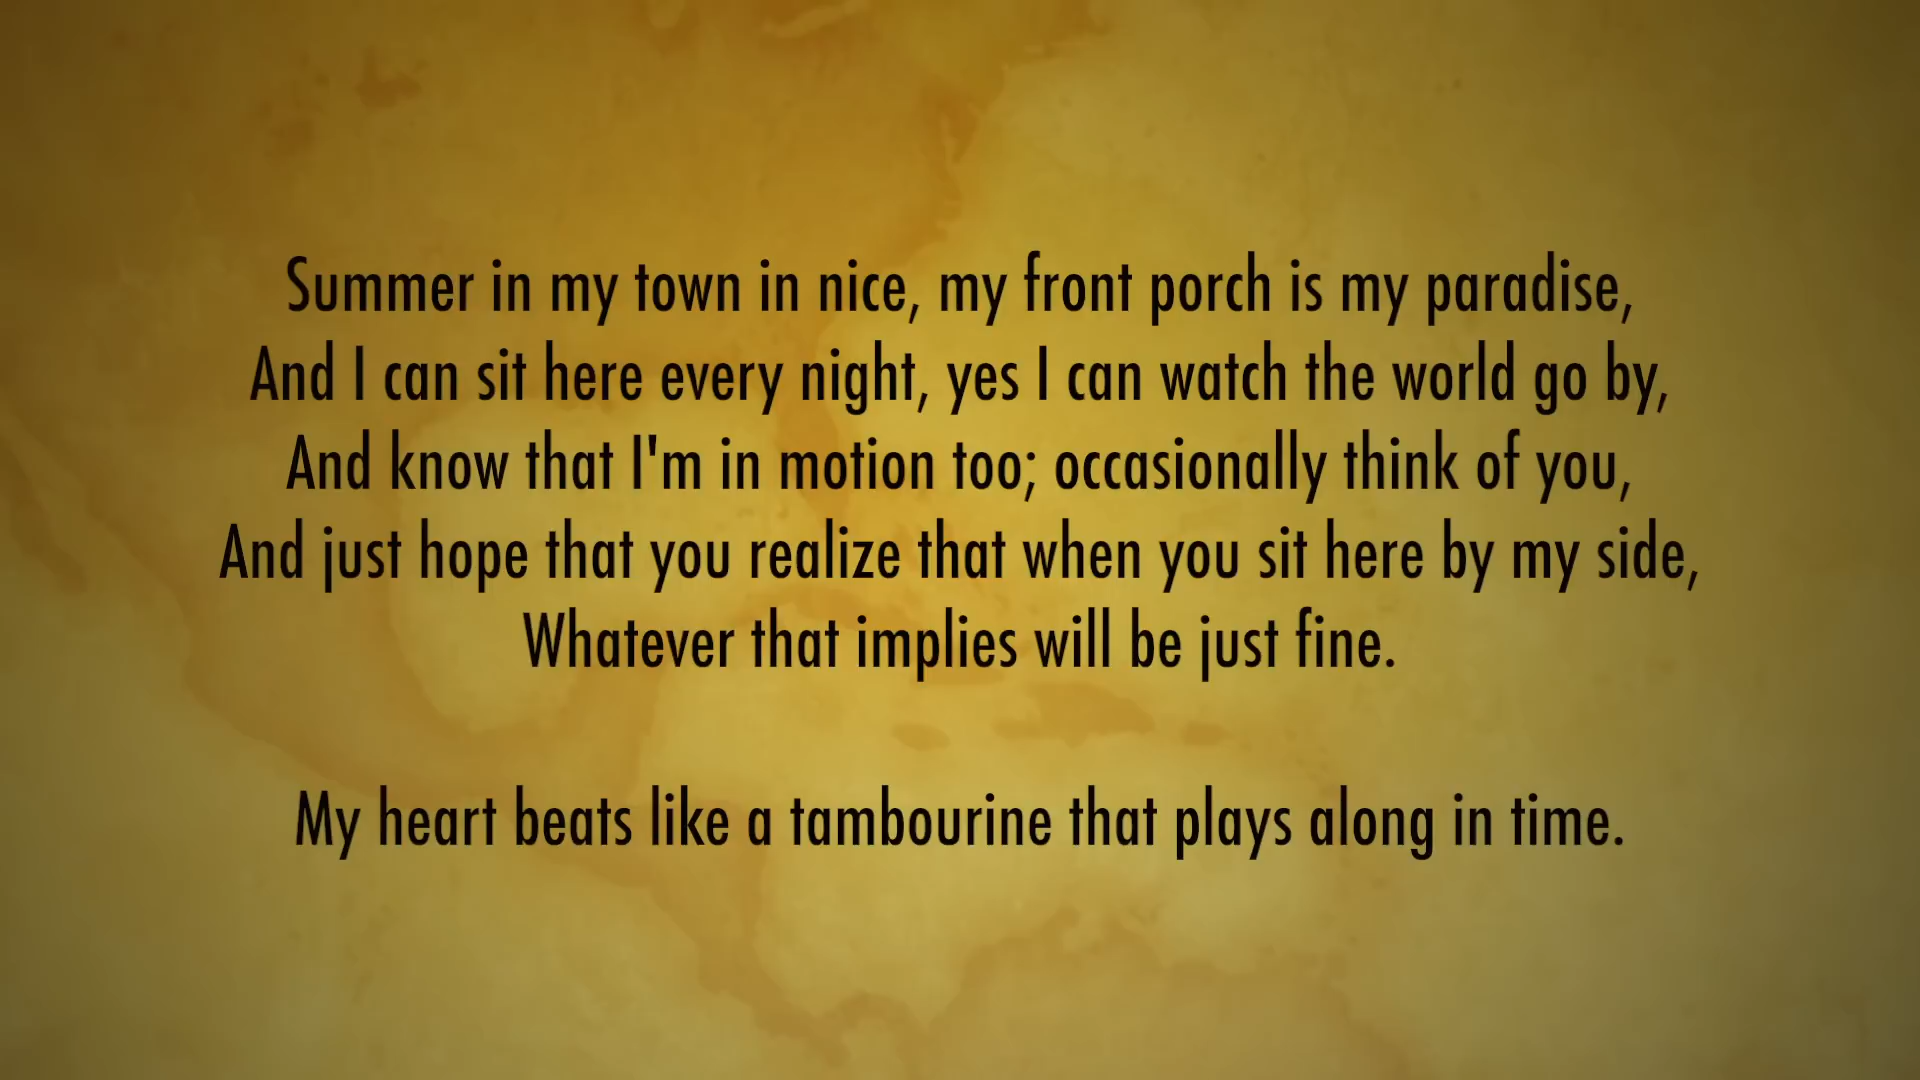 Summer in my town in nice, my front porch is my paradise,
And I can sit here every night, yes I can watch the world go by,
And know that I'm in motion too; occasionally think of you,
And just hope that you realize that when you sit here by my side,
Whatever that implies will be just fine.
My heart beats like a tambourine that plays along in time.